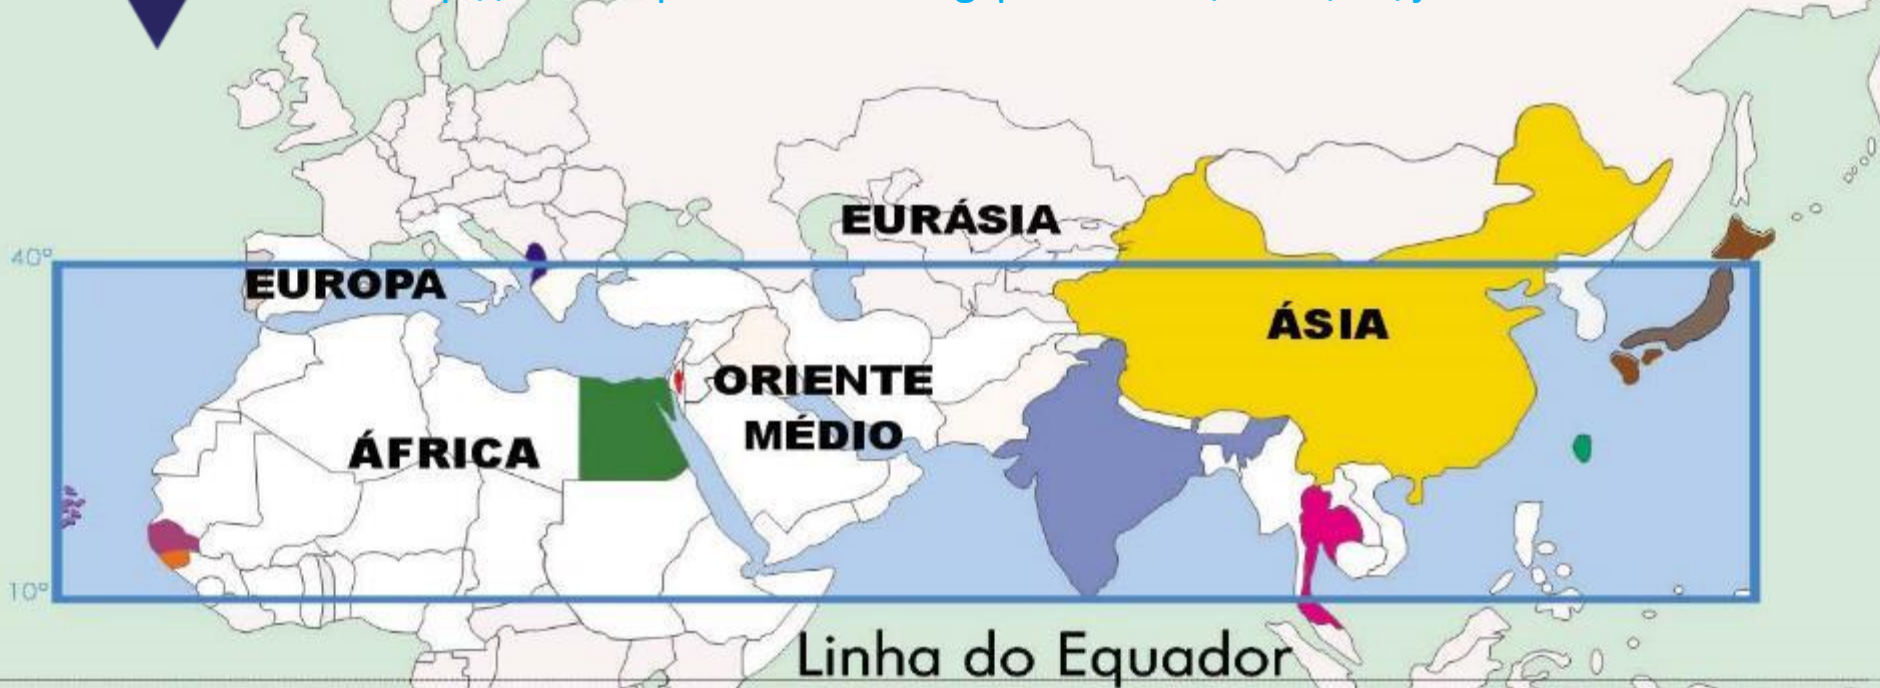 EURÁSIA
40°
EUROPA
ÁSIA
ORIENTE
MÉDIO
ÁFRICA
10°
Linha do Equador